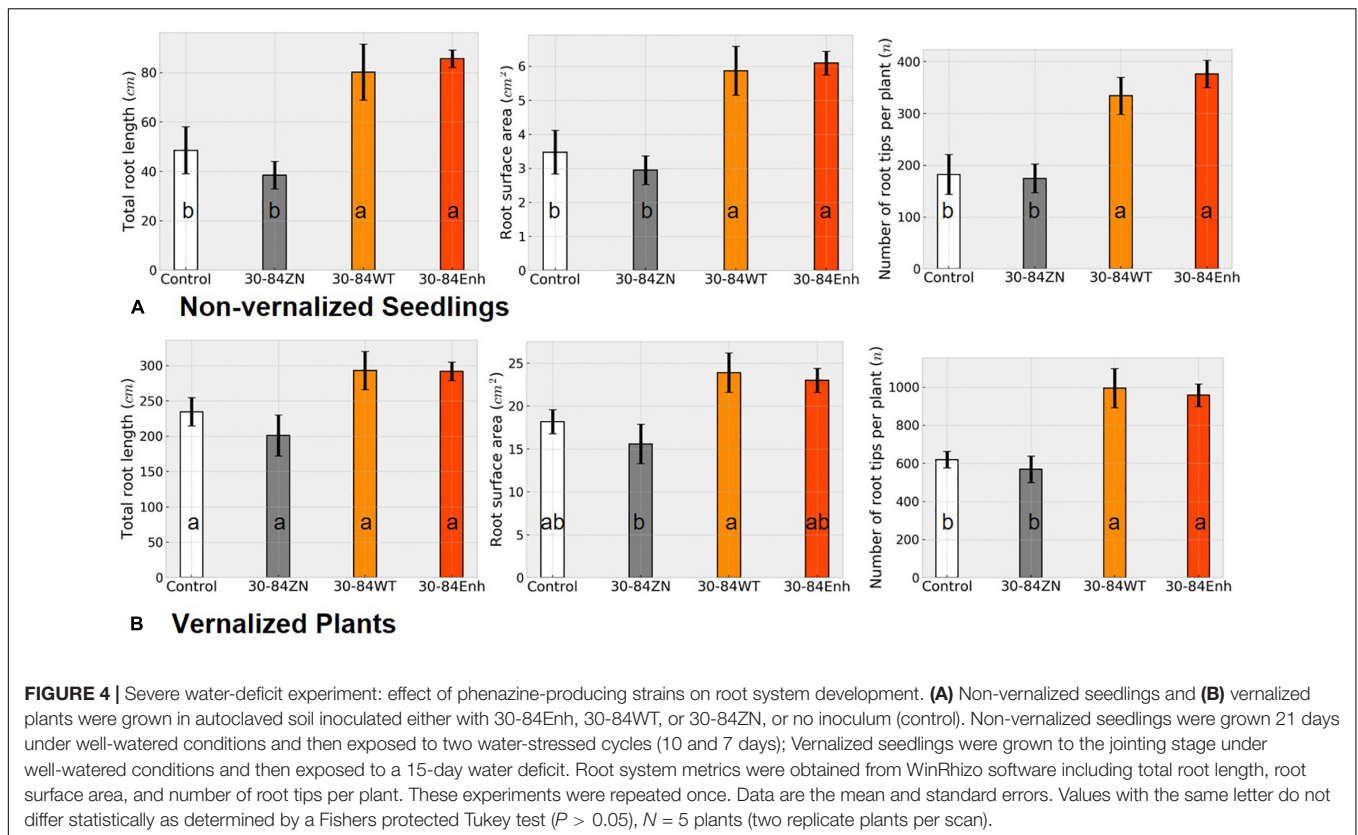 Total root length (cm)
80
60
40
20
0
b b a a
Control 30-84ZN 30-84WT 30-84Enh
Root surface area (cm²)
6
5
4
3
2
1
0
b b a a
Control 30-84ZN 30-84WT 30-84Enh
Number of root tips per plant (n)
400
300
200
100
0
b b a a
Control 30-84ZN 30-84WT 30-84Enh
A Non-vernalized Seedlings
Total root length (cm)
300
250
200
150
100
50
0
a a a a
Control 30-84ZN 30-84WT 30-84Enh
Root surface area (cm²)
25
20
15
10
5
0
ab b a ab
Control 30-84ZN 30-84WT 30-84Enh
Number of root tips per plant (n)
1000
800
600
400
200
0
b b a a
Control 30-84ZN 30-84WT 30-84Enh
B Vernalized Plants
FIGURE 4 | Severe water-deficit experiment: effect of phenazine-producing strains on root system development. (A) Non-vernalized seedlings and (B) vernalized
plants were grown in autoclaved soil inoculated either with 30-84Enh, 30-84WT, or 30-84ZN, or no inoculum (control). Non-vernalized seedlings were grown 21 days
under well-watered conditions and then exposed to two water-stressed cycles (10 and 7 days); Vernalized seedlings were grown to the jointing stage under
well-watered conditions and then exposed to a 15-day water deficit. Root system metrics were obtained from WinRhizo software including total root length, root
surface area, and number of root tips per plant. These experiments were repeated once. Data are the mean and standard errors. Values with the same letter do not
differ statistically as determined by a Fishers protected Tukey test (P > 0.05), N = 5 plants (two replicate plants per scan).